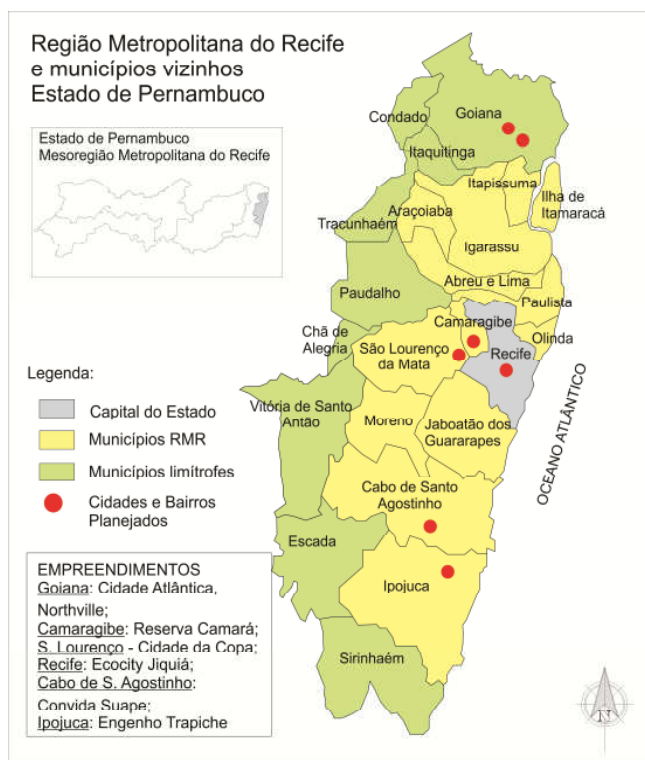 Região Metropolitana do Recife
e municípios vizinhos
Estado de Pernambuco
Estado de Pernambuco
Mesoregião Metropolitana do Recife
Condado
Goiana
Itaquitinga
Itapissuma
Ilha de
Itamaracá
Araçoiaba
Tracunhaém
Igarassu
Abreu e Lima
Paudalho
Paulista
Camaragibe
Olinda
Chã de
Alegria
São Lourenço
da Mata
Recife
Legenda:
Capital do Estado
Municípios RMR
Municípios limítrofes
Cidades e Bairros
Planejados
Vitória de Santo
Antão
Moreno
Jaboatão dos
Guararapes
OCEANO ATLÂNTICO
Cabo de Santo
Agostinho
Escada
Ipojuca
Sirinhaém
EMPREENDIMENTOS
Goiana: Cidade Atlântica,
Northville;
Camaragibe: Reserva Camará;
S. Lourenço - Cidade da Copa;
Recife: Ecocity Jiquiá;
Cabo de S. Agostinho:
Convida Suape;
Ipojuca: Engenho Trapiche
N